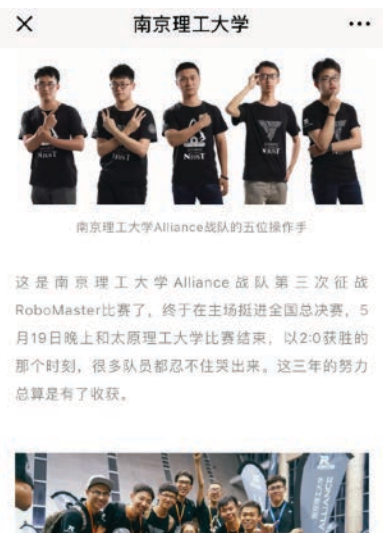 南京理工大学
NJUST
南京理工大学Alliance战队的五位操作手
这是南京理工大学Alliance战队第三次征战
RoboMaster比赛了，终于在主场挺进全国总决赛，5
月19日晚上和太原理工大学比赛结束，以2:0获胜的
那个时刻，很多队员都忍不住哭出来。这三年的努力
总算是有了收获。